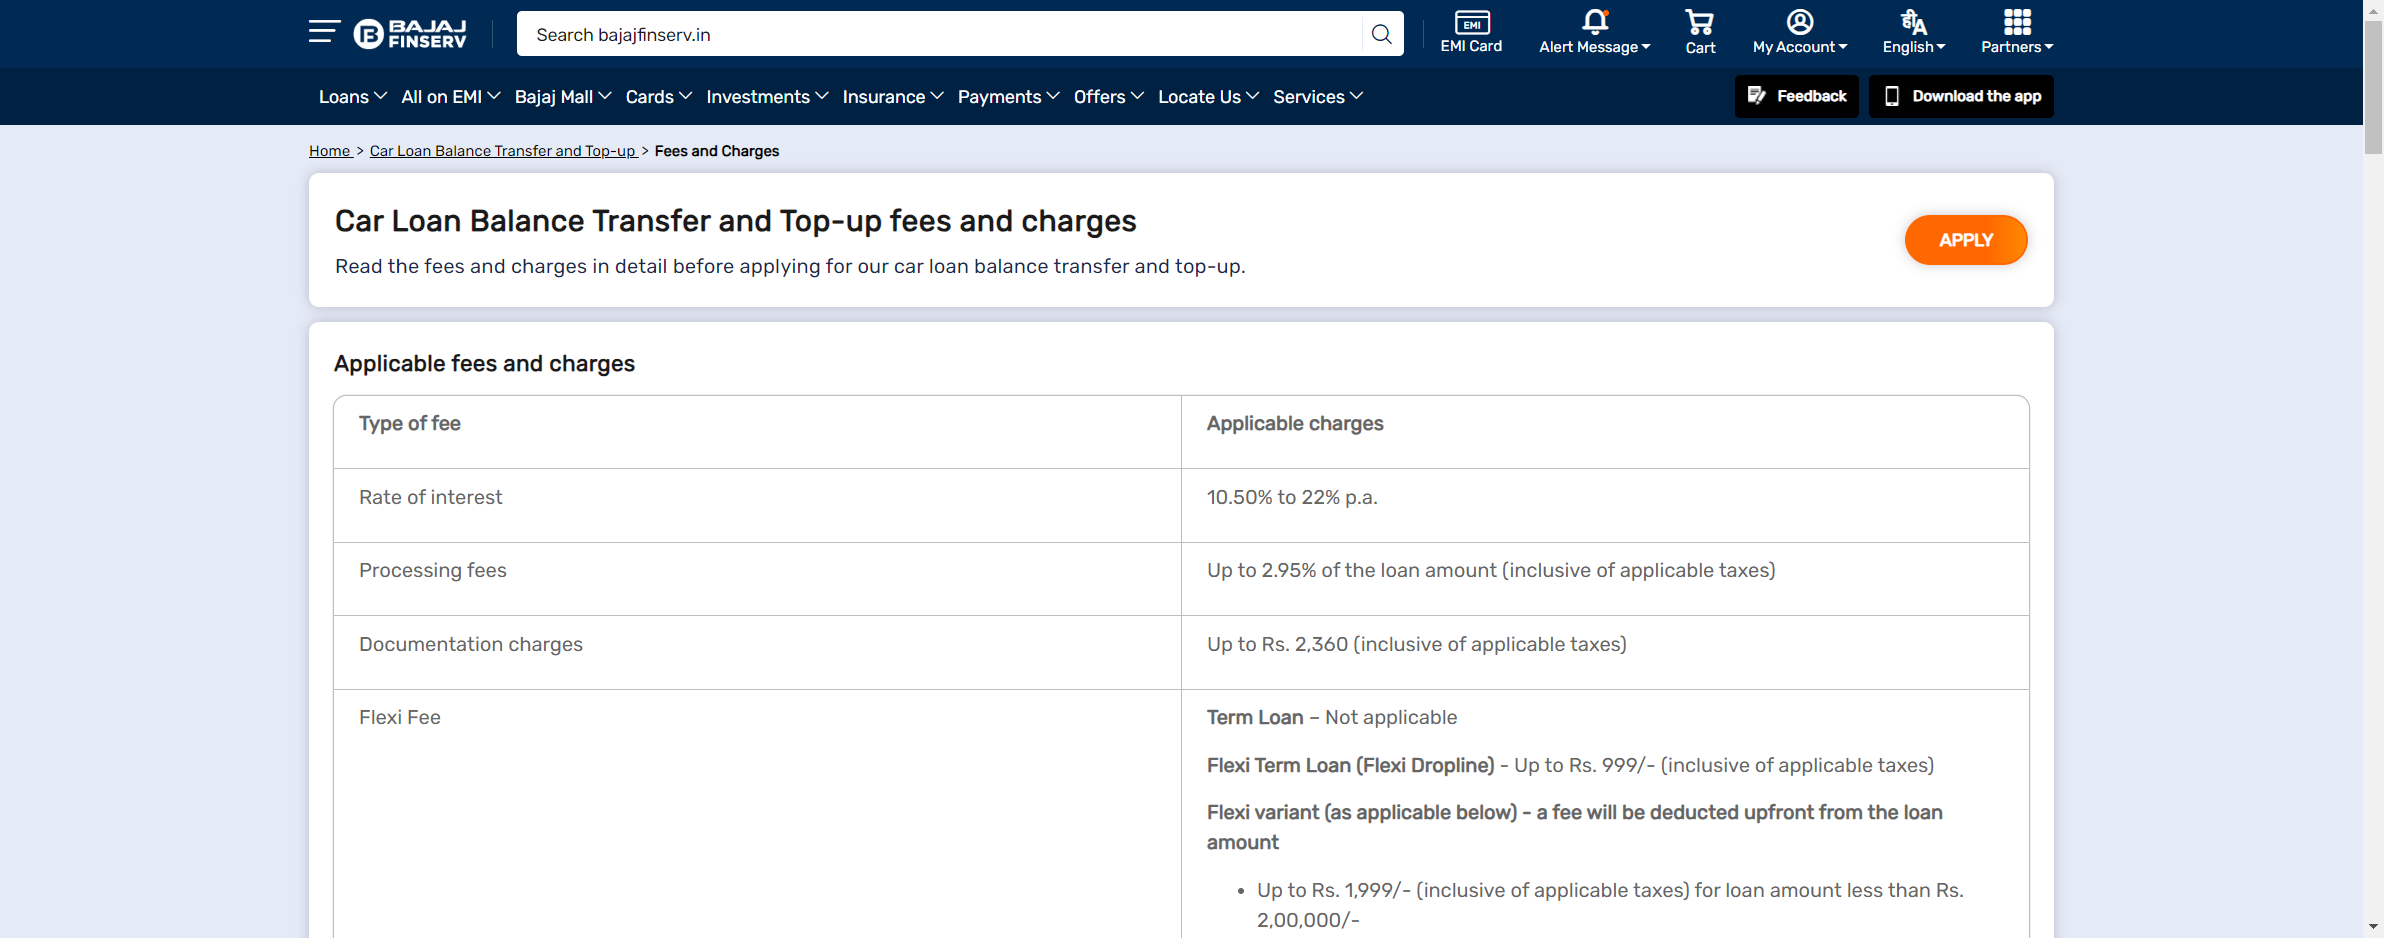 BAJAJ
FINSERV
Search bajajfinserv.in
EMI
EMI Card
Alert Message
Cart
My Account
हीA
English
Partners
Loans All on EMI Bajaj Mall Cards Investments Insurance Payments Offers Locate Us Services
Feedback
Download the app
Home > Car Loan Balance Transfer and Top-up > Fees and Charges
Car Loan Balance Transfer and Top-up fees and charges
Read the fees and charges in detail before applying for our car loan balance transfer and top-up.
APPLY
Applicable fees and charges
Type of fee
Applicable charges
Rate of interest
10.50% to 22% p.a.
Processing fees
Up to 2.95% of the loan amount (inclusive of applicable taxes)
Documentation charges
Up to Rs. 2,360 (inclusive of applicable taxes)
Flexi Fee
Term Loan – Not applicable
Flexi Term Loan (Flexi Dropline) - Up to Rs. 999/- (inclusive of applicable taxes)
Flexi variant (as applicable below) - a fee will be deducted upfront from the loan
amount
• Up to Rs. 1,999/- (inclusive of applicable taxes) for loan amount less than Rs.
2,00,000/-